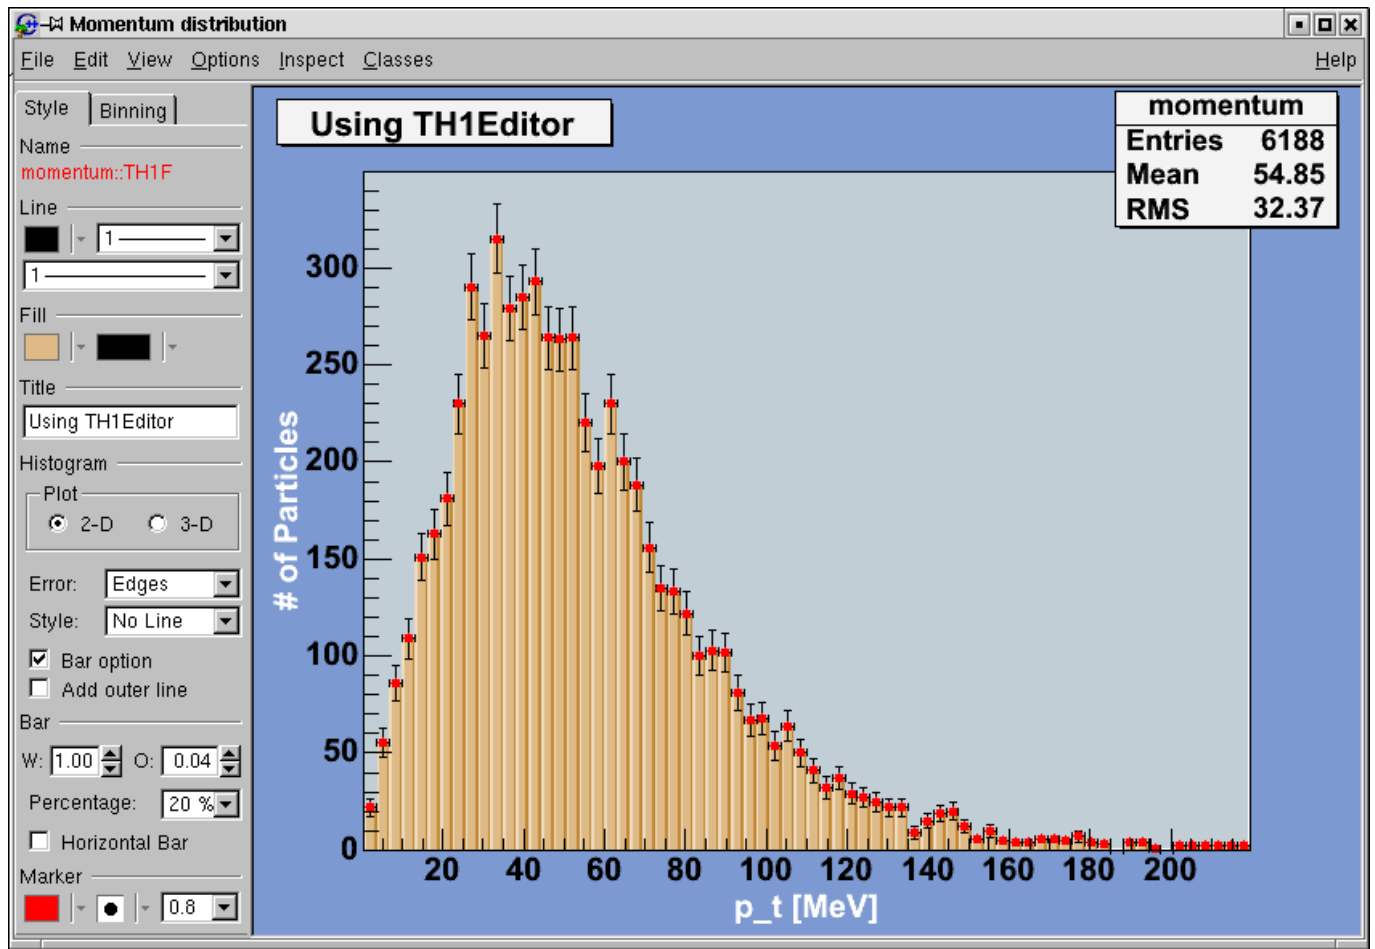 Momentum distribution
File Edit View Options Inspect Classes Help
Style Binning
Name
momentum::TH1F
Line
1
1
Fill
Title
Using TH1Editor
Histogram
Plot
2-D 3-D
Error: Edges
Style: No Line
Bar option
Add outer line
Bar
W: 1.00 O: 0.04
Percentage: 20 %
Horizontal Bar
Marker
0.8
Using TH1Editor
momentum
Entries 6188
Mean 54.85
RMS 32.37
# of Particles
300
250
200
150
100
50
0
20 40 60 80 100 120 140 160 180 200
p_t [MeV]